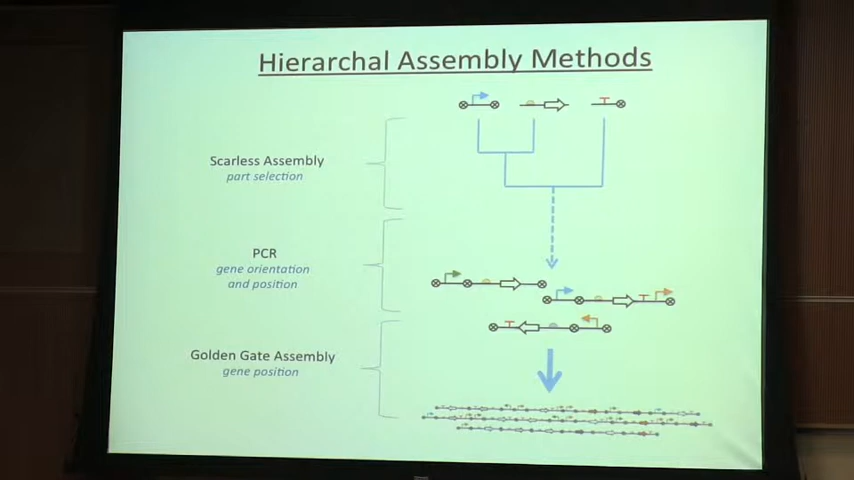 Hierarchal Assembly Methods
Scarless Assembly
part selection
PCR
gene orientation
and position
Golden Gate Assembly
gene position